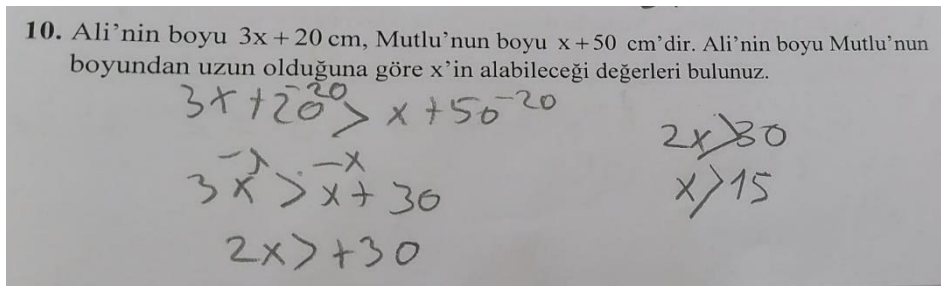 10. Ali'nin boyu 3x + 20 cm, Mutlu'nun boyu x + 50 cm'dir. Ali'nin boyu Mutlu'nun
boyundan uzun olduğuna göre x'in alabileceği değerleri bulunuz.
3x + 20 -20 > x + 50 -20
3x -x > x -x + 30
2x > +30
2x > 30
x > 15